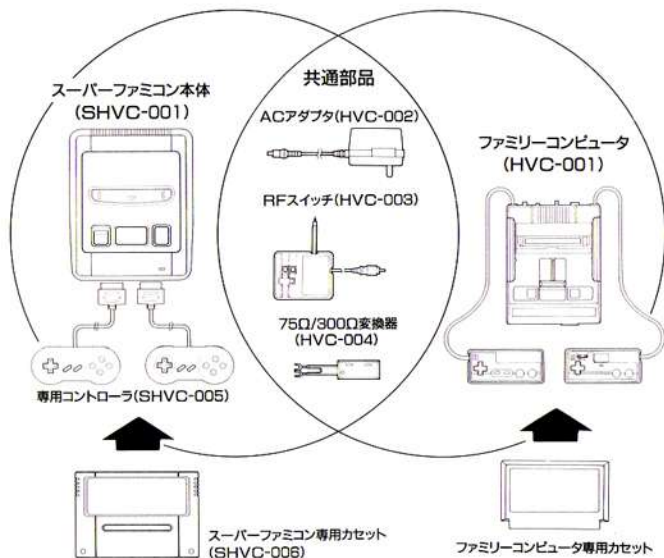 スーパーファミコン本体
(SHVC-001)
専用コントローラ(SHVC-005)
スーパーファミコン専用カセット
(SHVC-006)
共通部品
ACアダプタ(HVC-002)
RFスイッチ(HVC-003)
75Ω/300Ω変換器
(HVC-004)
ファミリーコンピュータ
(HVC-001)
ファミリーコンピュータ専用カセット